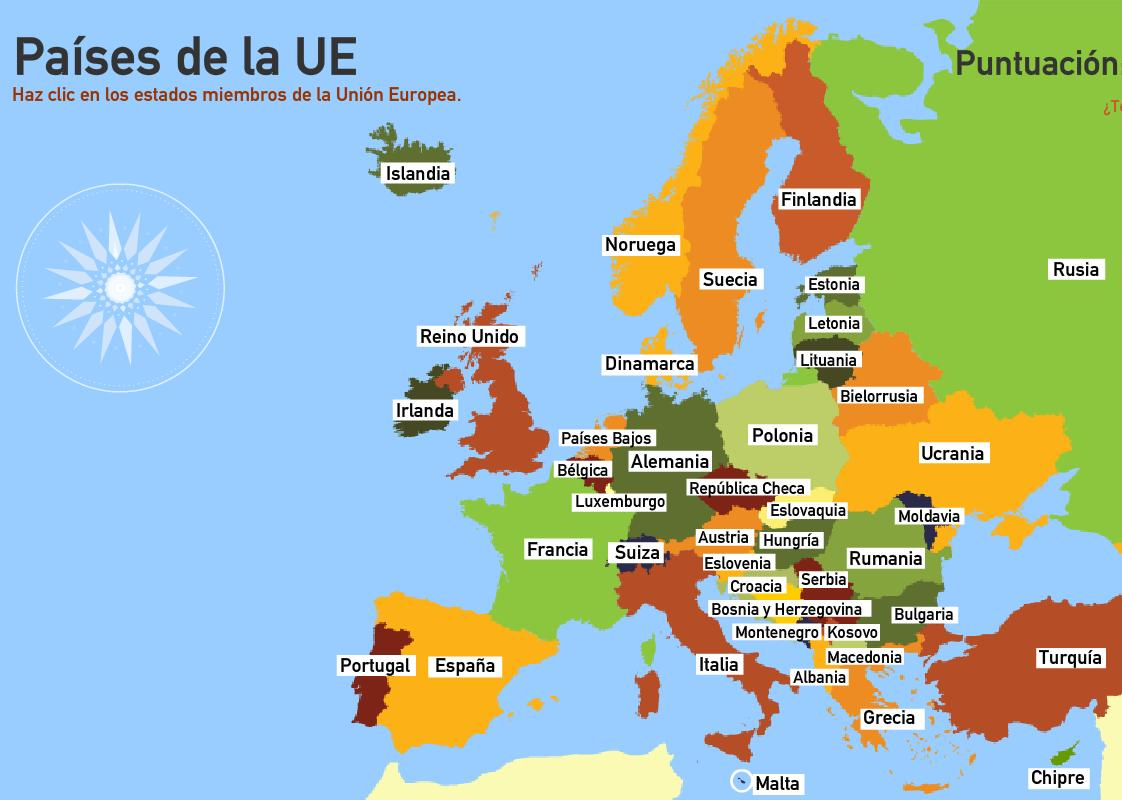 Países de la UE
Puntuación:
Haz clic en los estados miembros de la Unión Europea.
Islandia
Finlandia
Noruega
Rusia
Suecia
Estonia
Letonia
Reino Unido
Lituania
Dinamarca
Bielorrusia
Irlanda
Polonia
Países Bajos
Ucrania
Alemania
Bélgica
República Checa
Luxemburgo
Eslovaquia
Moldavia
Austria
Hungría
Francia
Suiza
Rumania
Eslovenia
Serbia
Croacia
Bosnia y Herzegovina
Bulgaria
Montenegro
Kosovo
Macedonia
Turquía
Portugal
España
Italia
Albania
Grecia
Chipre
Malta